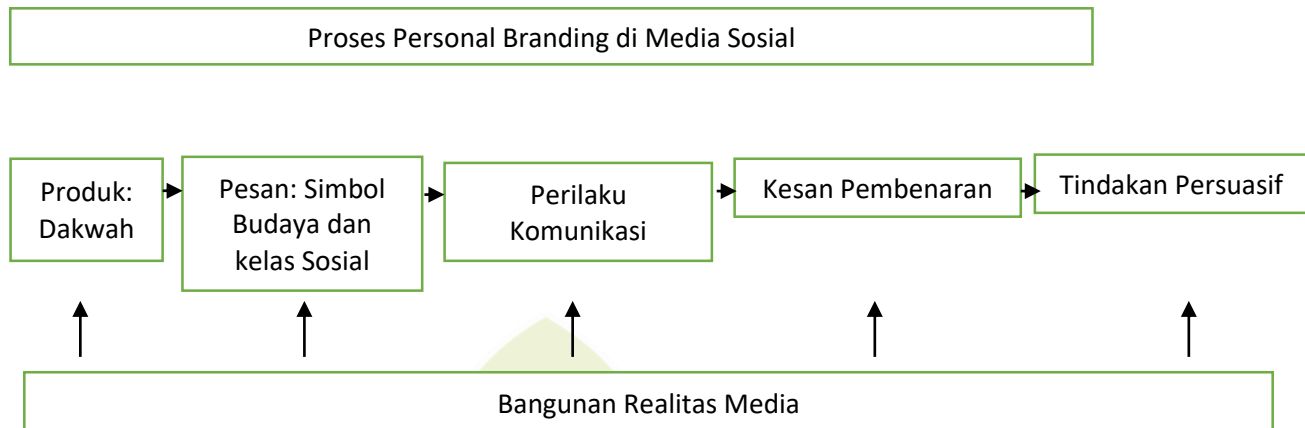 Proses Personal Branding di Media Sosial
Produk:
Dakwah
Pesan: Simbol
Budaya dan
kelas Sosial
Perilaku
Komunikasi
Kesan Pembenaran
Tindakan Persuasif
Bangunan Realitas Media